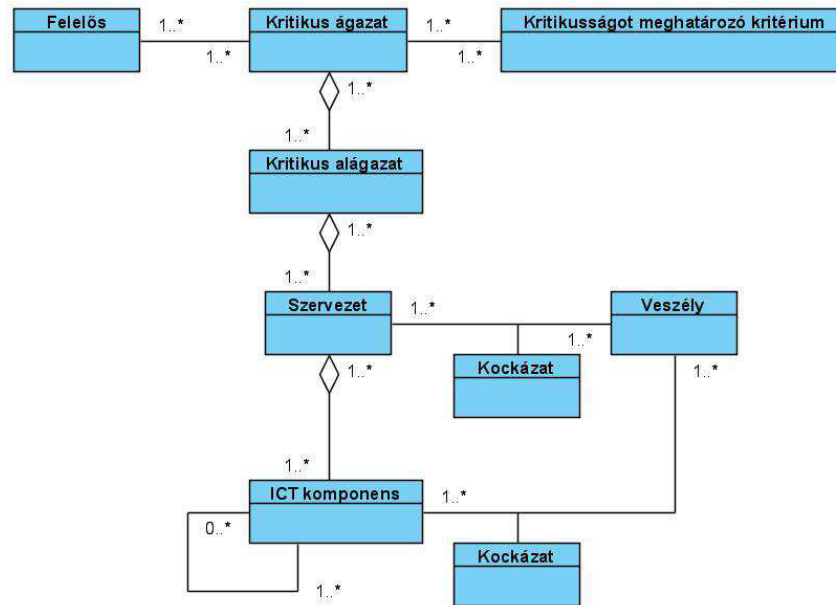 Felelős
1..*
1..*
Kritikus ágazat
1..*
1..*
Kritikusságot meghatározó kritérium
1..*
1..*
Kritikus alágazat
1..*
1..*
Szervezet
1..*
1..*
Veszély
1..*
Kockázat
1..*
1..*
ICT komponens
1..*
0..*
1..*
Kockázat